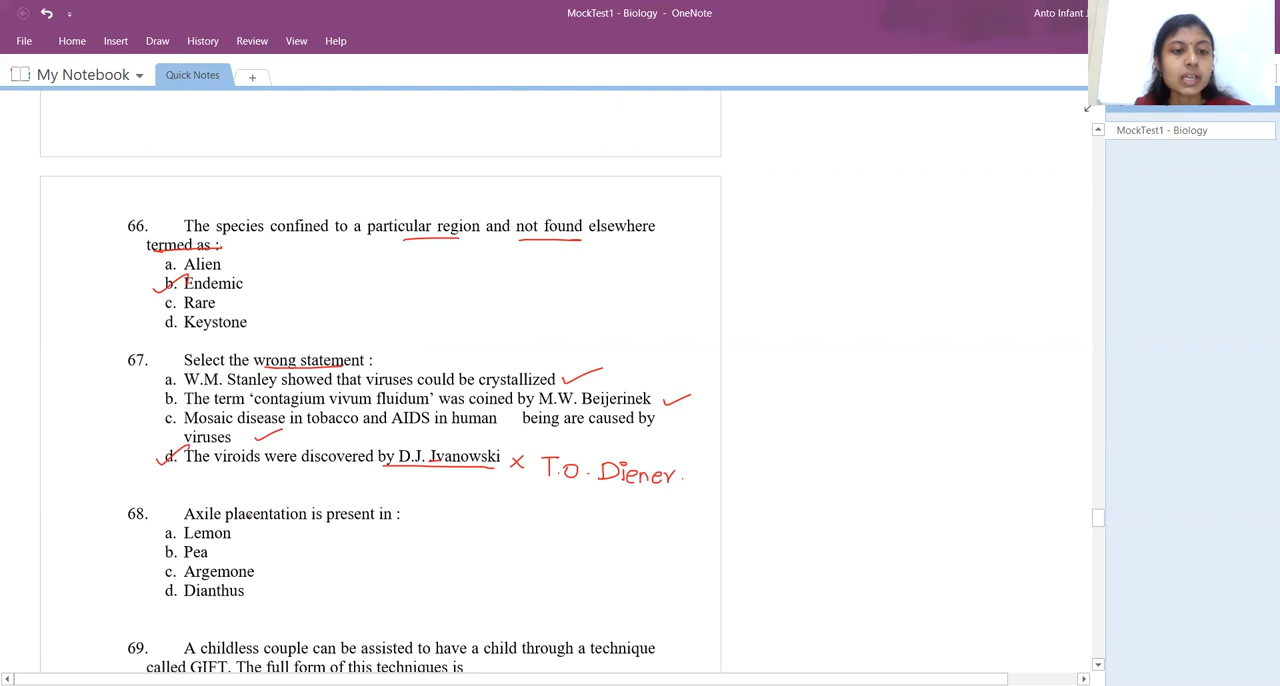 MockTest1 - Biology - OneNote
Anto Infant J
File Home Insert Draw History Review View Help
My Notebook
Quick Notes
+
MockTest1 - Biology
66. The species confined to a particular region and not found elsewhere
termed as :
a. Alien
b. Endemic
c. Rare
d. Keystone
67. Select the wrong statement :
a. W.M. Stanley showed that viruses could be crystallized
b. The term ‘contagium vivum fluidum’ was coined by M.W. Beijerinek
c. Mosaic disease in tobacco and AIDS in human being are caused by
viruses
d. The viroids were discovered by D.J. Ivanowski × T.O. Diener.
68. Axile placentation is present in :
a. Lemon
b. Pea
c. Argemone
d. Dianthus
69. A childless couple can be assisted to have a child through a technique
called GIFT. The full form of this techniques is